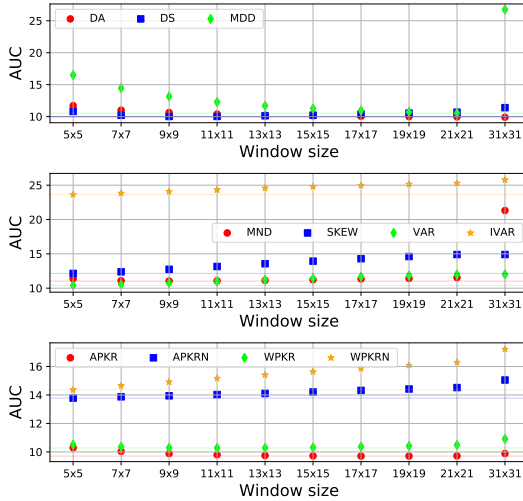 DA DS MDD
25
20
15
10
AUC
5x5 7x7 9x9 11x11 13x13 15x15 17x17 19x19 21x21 31x31
Window size
25
20
15
10
AUC
MND SKEW VAR IVAR
5x5 7x7 9x9 11x11 13x13 15x15 17x17 19x19 21x21 31x31
Window size
APKR APKRN WPKR WPKRN
16
14
12
10
AUC
5x5 7x7 9x9 11x11 13x13 15x15 17x17 19x19 21x21 31x31
Window size